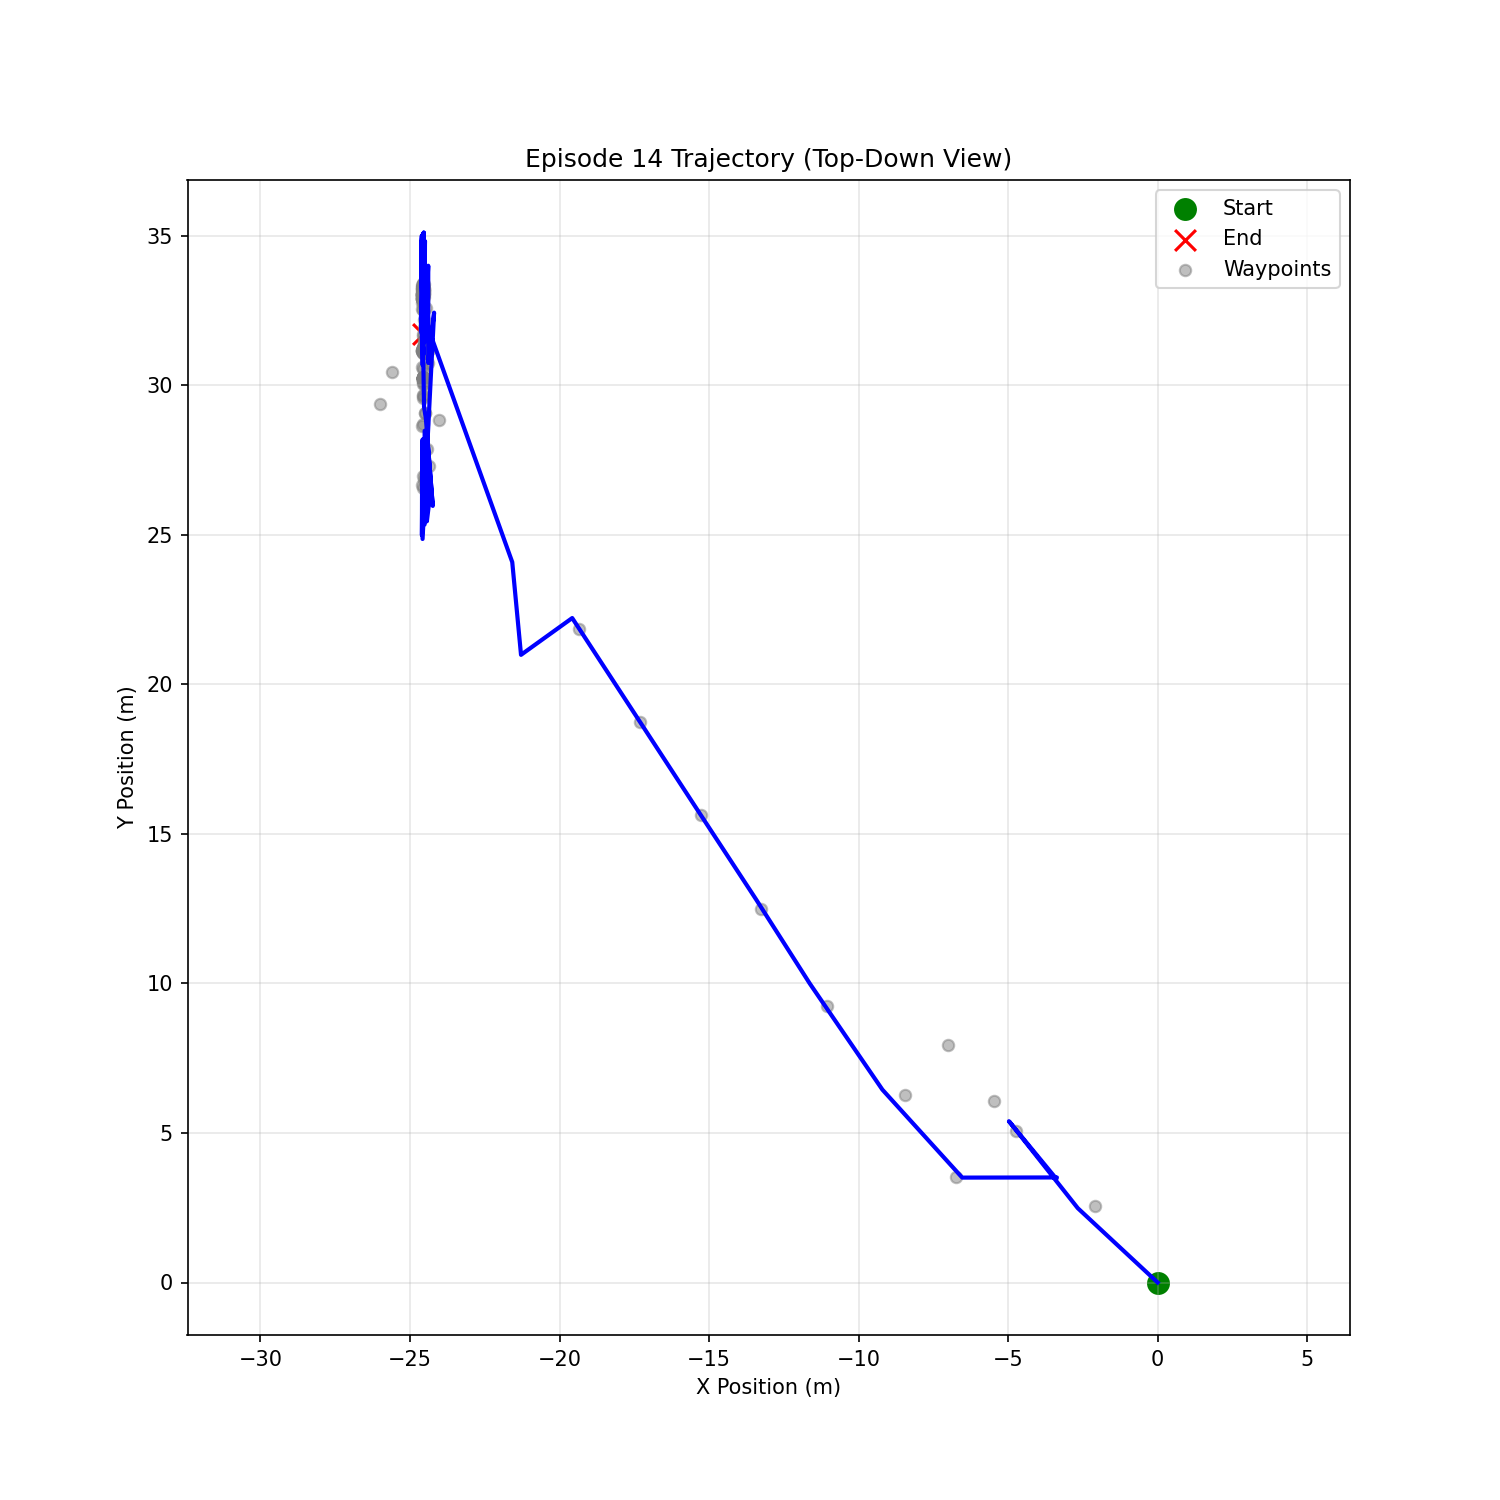 Episode 14 Trajectory (Top-Down View)
Start
End
Waypoints
35
30
25
20
15
10
5
0
Y Position (m)
−30
−25
−20
−15
−10
−5
0
5
X Position (m)